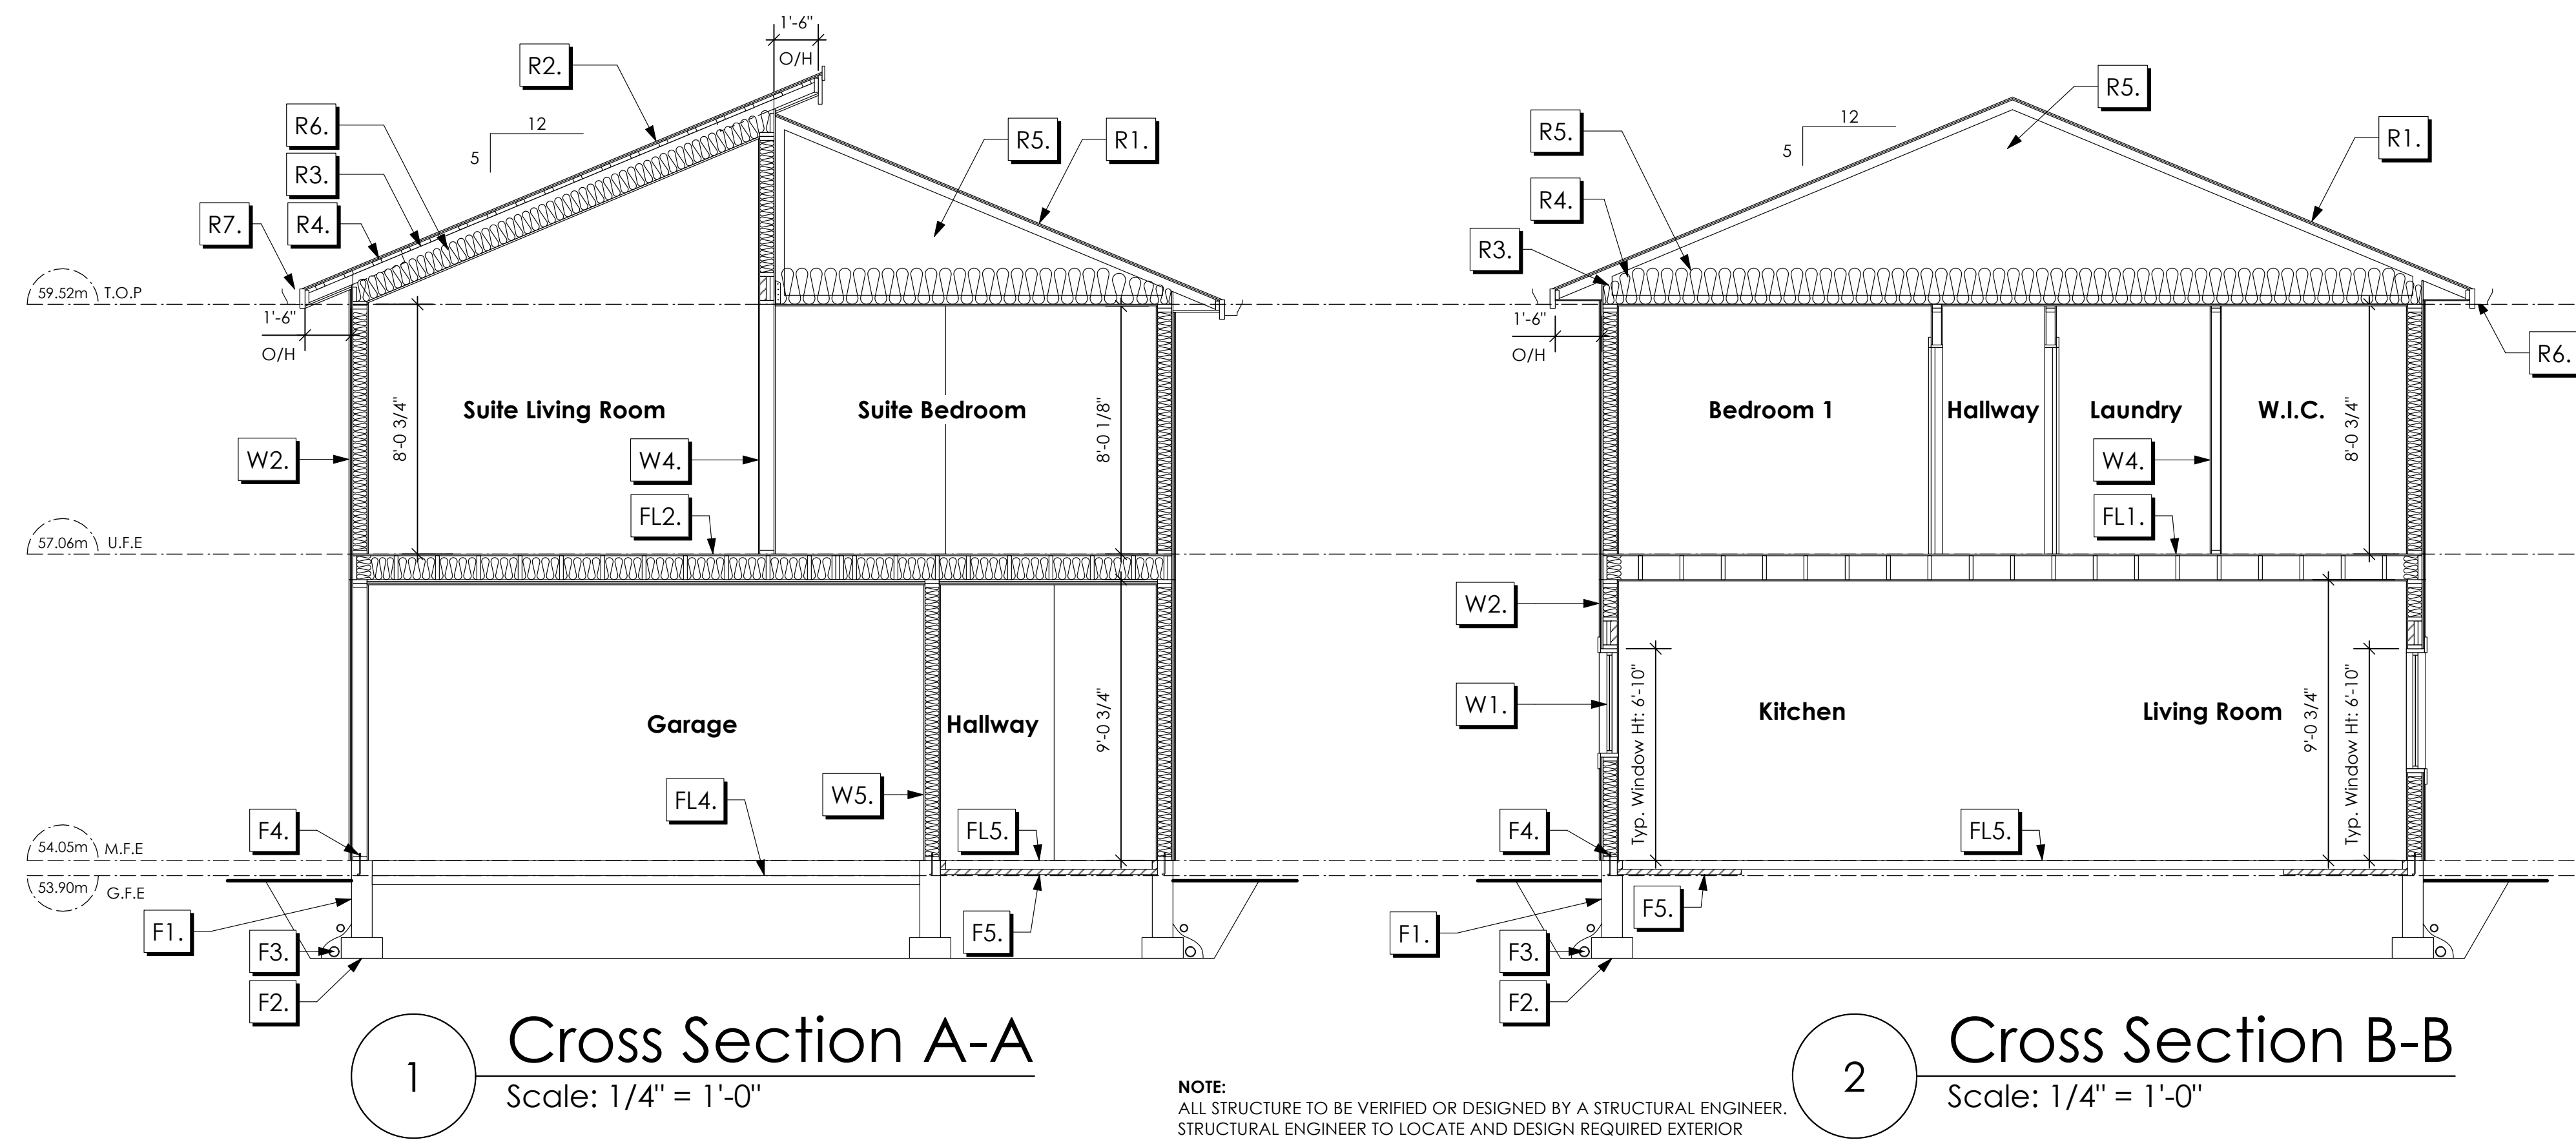 1'-6"
O/H
R2.
R6.
12
5
R3.
R5.
R1.
R7.
R4.
59.52m T.O.P
1'-6"
O/H
8'-0 3/4"
Suite Living Room
Suite Bedroom
8'-0 1/8"
W2.
W4.
FL2.
57.06m U.F.E
Garage
Hallway
9'-0 3/4"
FL4.
W5.
F4.
FL5.
54.05m M.F.E
53.90m G.F.E
F1.
F3.
F5.
F2.
1
Cross Section A-A
Scale: 1/4" = 1'-0"
R5.
R5.
12
5
R1.
R4.
R3.
1'-6"
O/H
R6.
Bedroom 1
Hallway
Laundry
W.I.C.
8'-0 3/4"
W4.
FL1.
W2.
W1.
Typ. Window Ht: 6'-10"
Kitchen
Living Room
9'-0 3/4"
Typ. Window Ht: 6'-10"
F4.
FL5.
F5.
F1.
F3.
F2.
2
Cross Section B-B
Scale: 1/4" = 1'-0"
NOTE:
ALL STRUCTURE TO BE VERIFIED OR DESIGNED BY A STRUCTURAL ENGINEER.
STRUCTURAL ENGINEER TO LOCATE AND DESIGN REQUIRED EXTERIOR